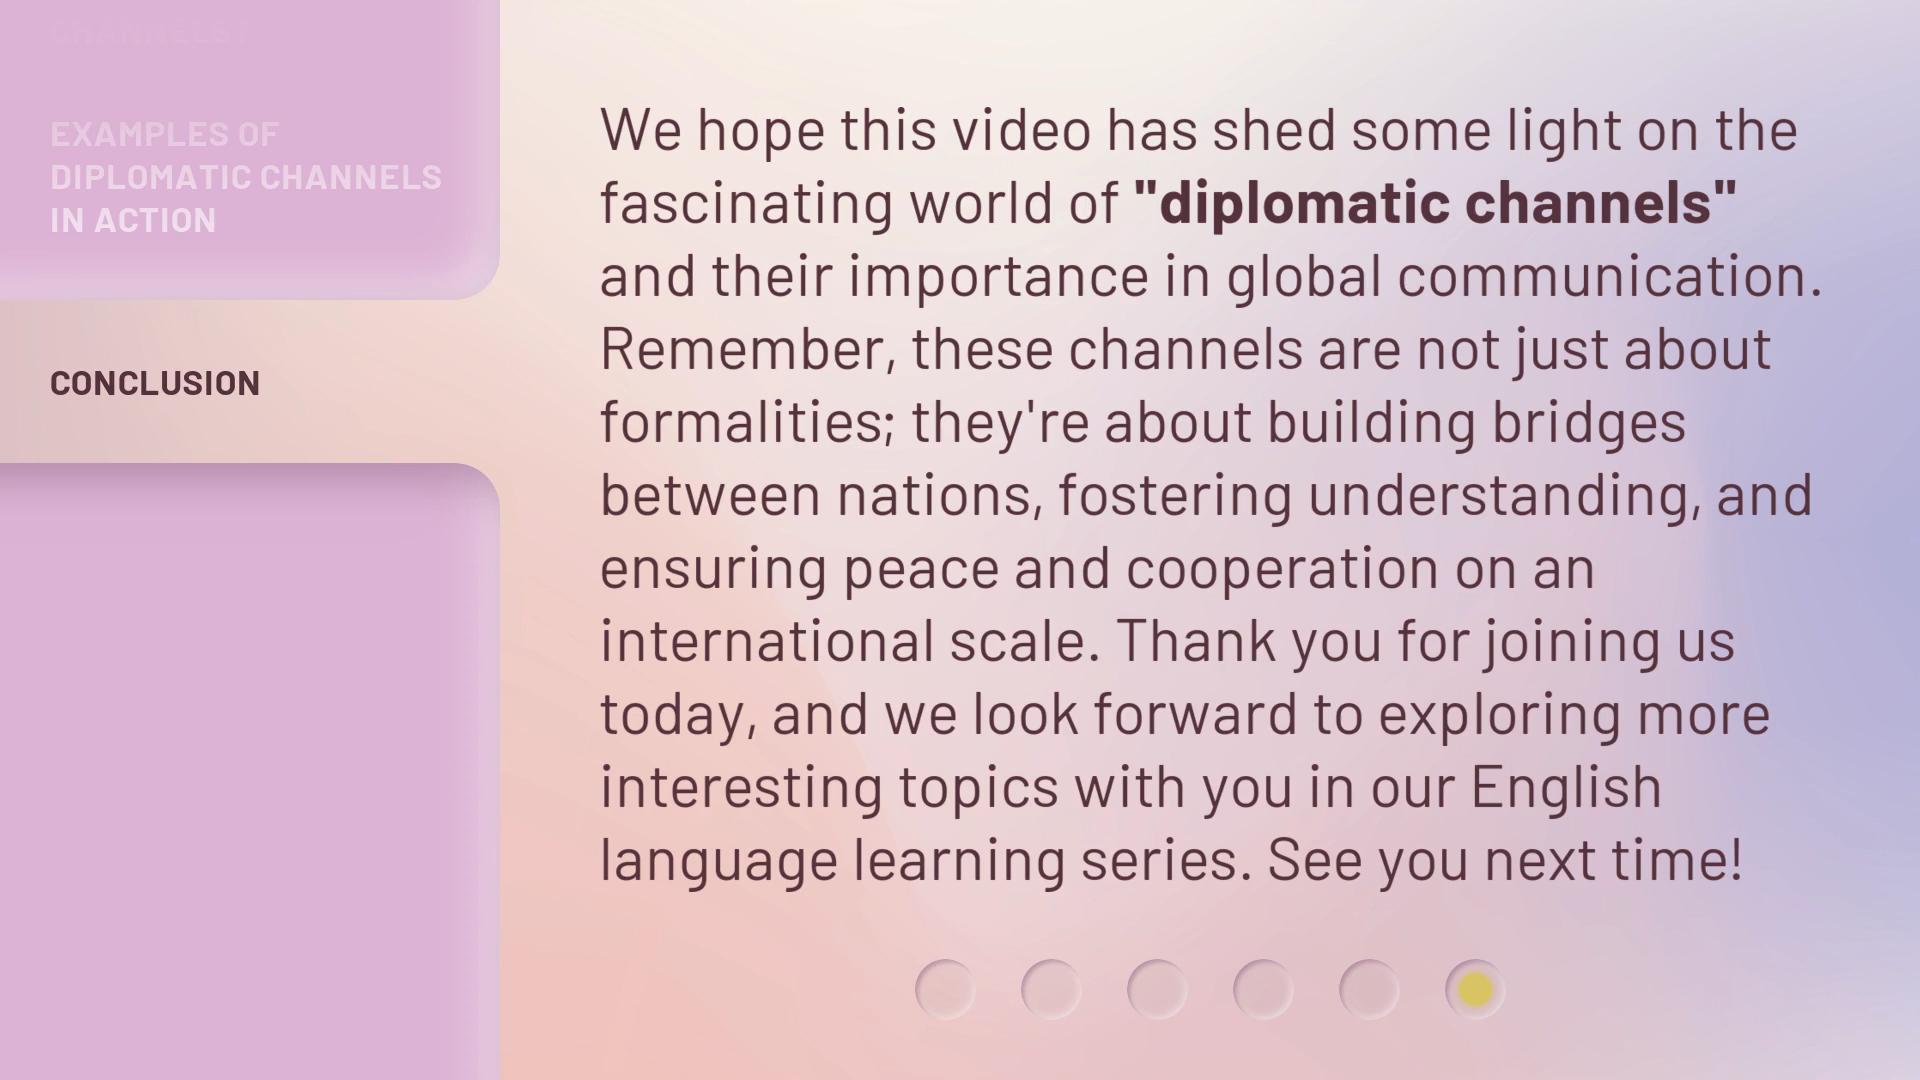 CHANNELS?
EXAMPLES OF
DIPLOMATIC CHANNELS
IN ACTION
CONCLUSION
We hope this video has shed some light on the
fascinating world of "diplomatic channels"
and their importance in global communication.
Remember, these channels are not just about
formalities; they're about building bridges
between nations, fostering understanding, and
ensuring peace and cooperation on an
international scale. Thank you for joining us
today, and we look forward to exploring more
interesting topics with you in our English
language learning series. See you next time!